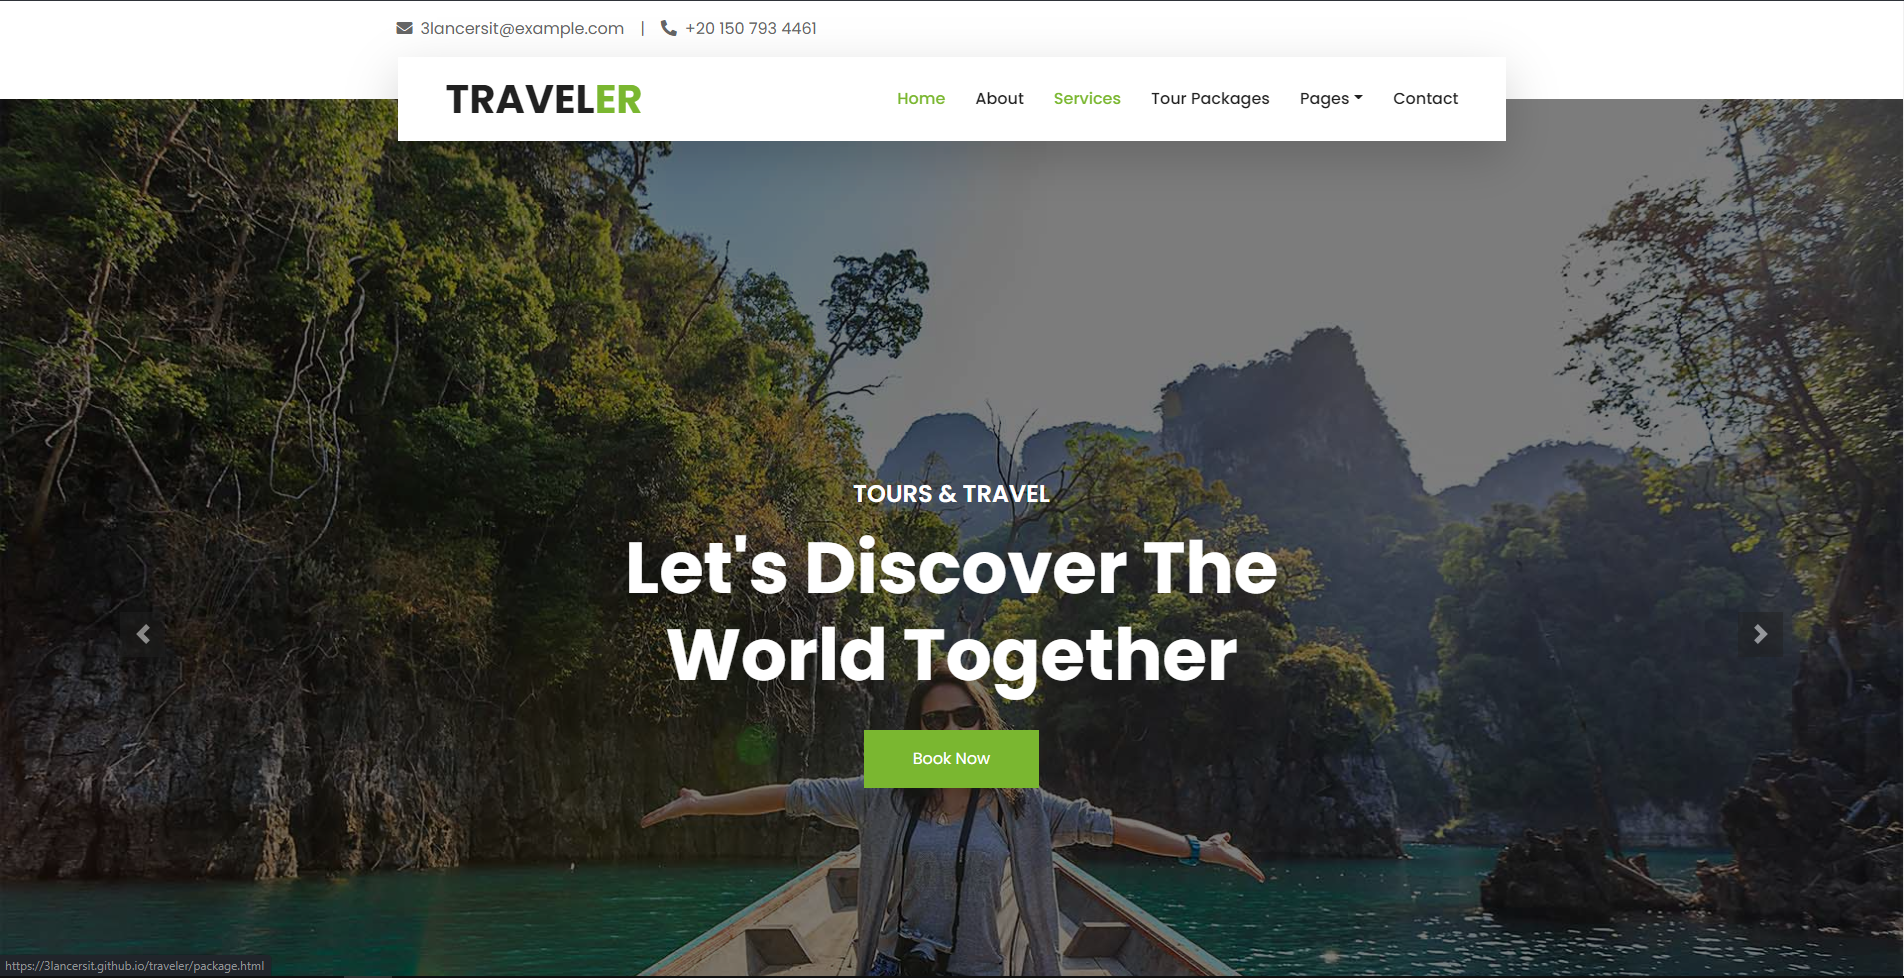 3lancersit@example.com | +20 150 793 4461
TRAVELER Home About Services Tour Packages Pages Contact
TOURS & TRAVEL
Let's Discover The
World Together
Book Now
https://3lancersit.github.io/traveler/package.html